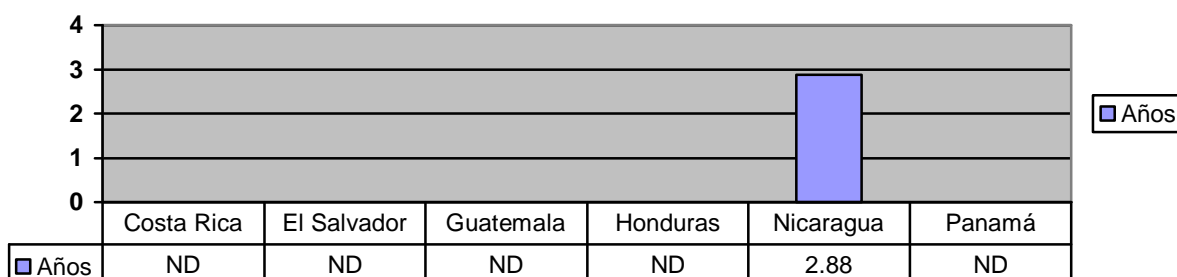 4
3
2
1
0
Años
Costa Rica El Salvador Guatemala Honduras Nicaragua Panamá
Años ND ND ND ND 2.88 ND